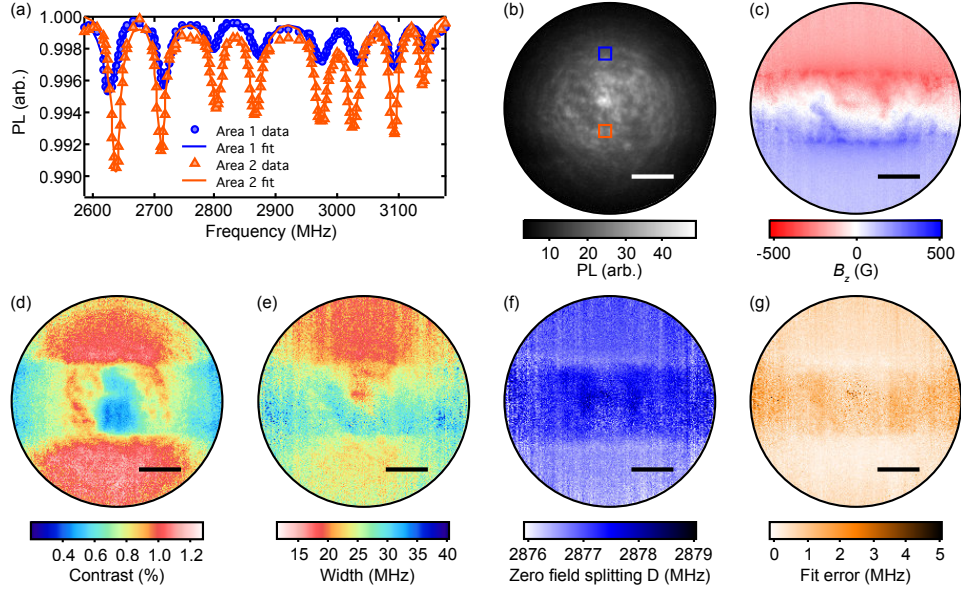 (a)
1.000
0.998
0.996
0.994
0.992
0.990
PL (arb.)
Area 1 data
Area 1 fit
Area 2 data
Area 2 fit
2600 2700 2800 2900 3000 3100
Frequency (MHz)
(b)
10 20 30 40
PL (arb.)
(c)
-500 0 500
Bz (G)
(d)
0.4 0.6 0.8 1.0 1.2
Contrast (%)
(e)
15 20 25 30 35 40
Width (MHz)
(f)
2876 2877 2878 2879
Zero field splitting D (MHz)
(g)
0 1 2 3 4 5
Fit error (MHz)